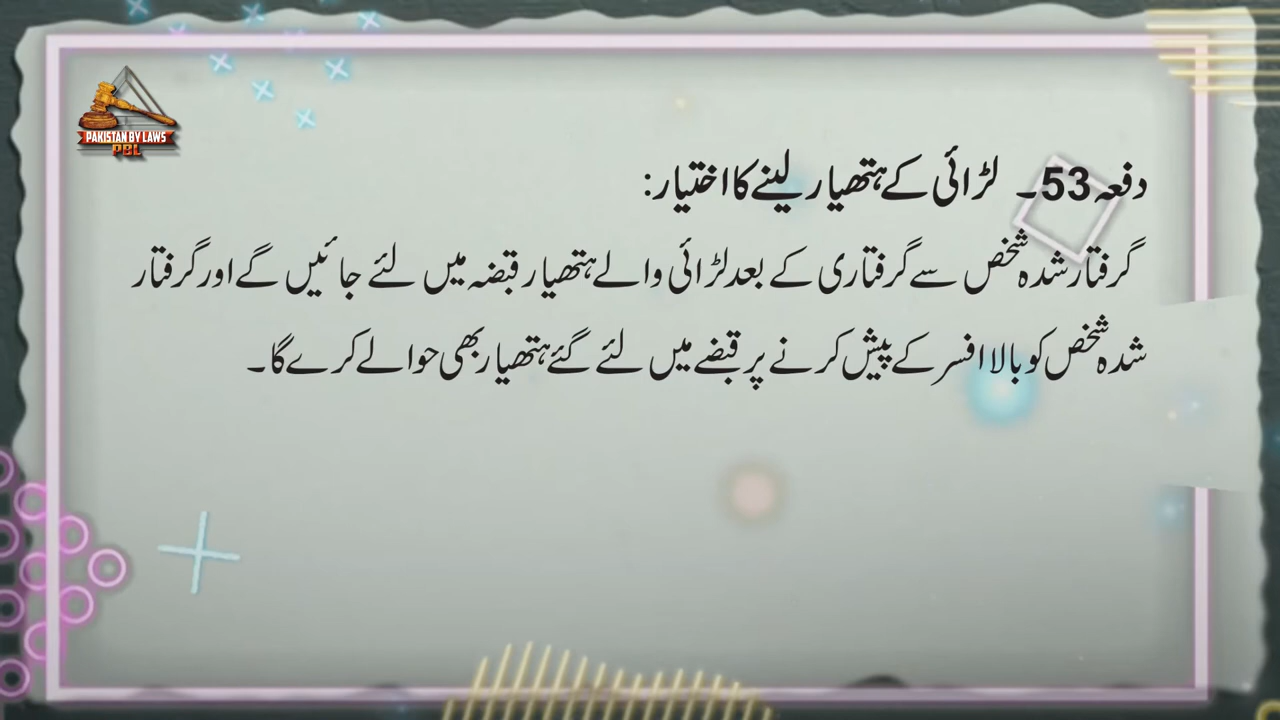 PAKISTAN BY LAWS
PBL
دفعہ 53۔ لڑائی کے ہتھیار لینے کا اختیار:
گرفتار شدہ شخص سے گرفتاری کے بعد لڑائی والے ہتھیار قبضہ میں لئے جائیں گے اور گرفتار
شدہ شخص کو بالا افسر کے پیش کرنے پر قبضے میں لئے گئے ہتھیار بھی حوالے کرے گا۔